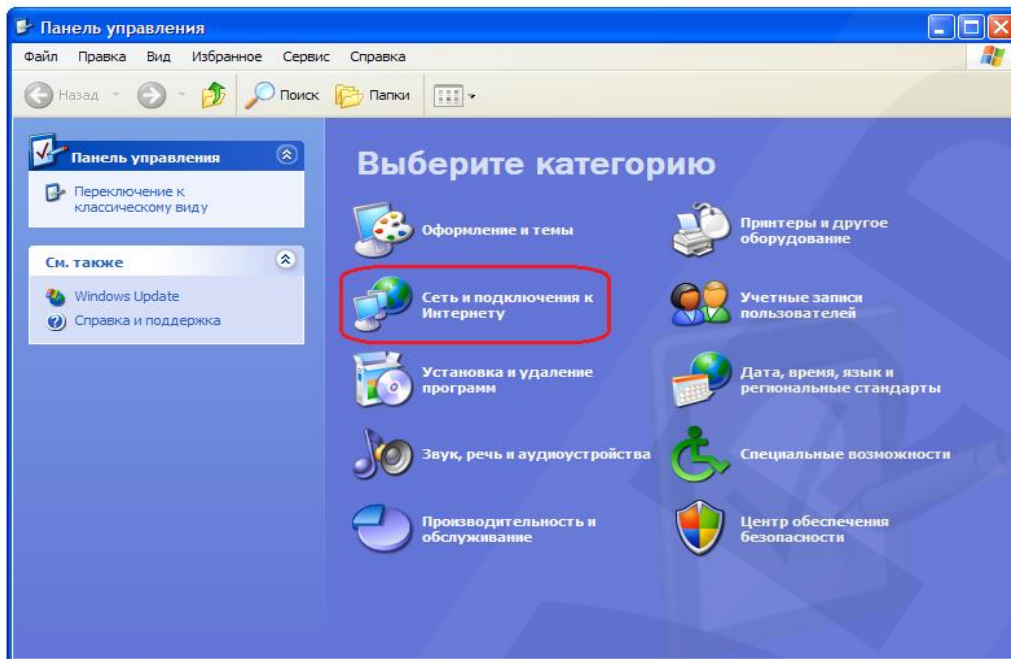 Панель управления
Файл Правка Вид Избранное Сервис Справка
Назад Поиск Папки
Панель управления
Переключение к
классическому виду
См. также
Windows Update
Справка и поддержка
Выберите категорию
Оформление и темы
Принтеры и другое
оборудование
Сеть и подключения к
Интернету
Учетные записи
пользователей
Установка и удаление
программ
Дата, время, язык и
региональные стандарты
Звук, речь и аудиоустройства
Специальные возможности
Производительность и
обслуживание
Центр обеспечения
безопасности